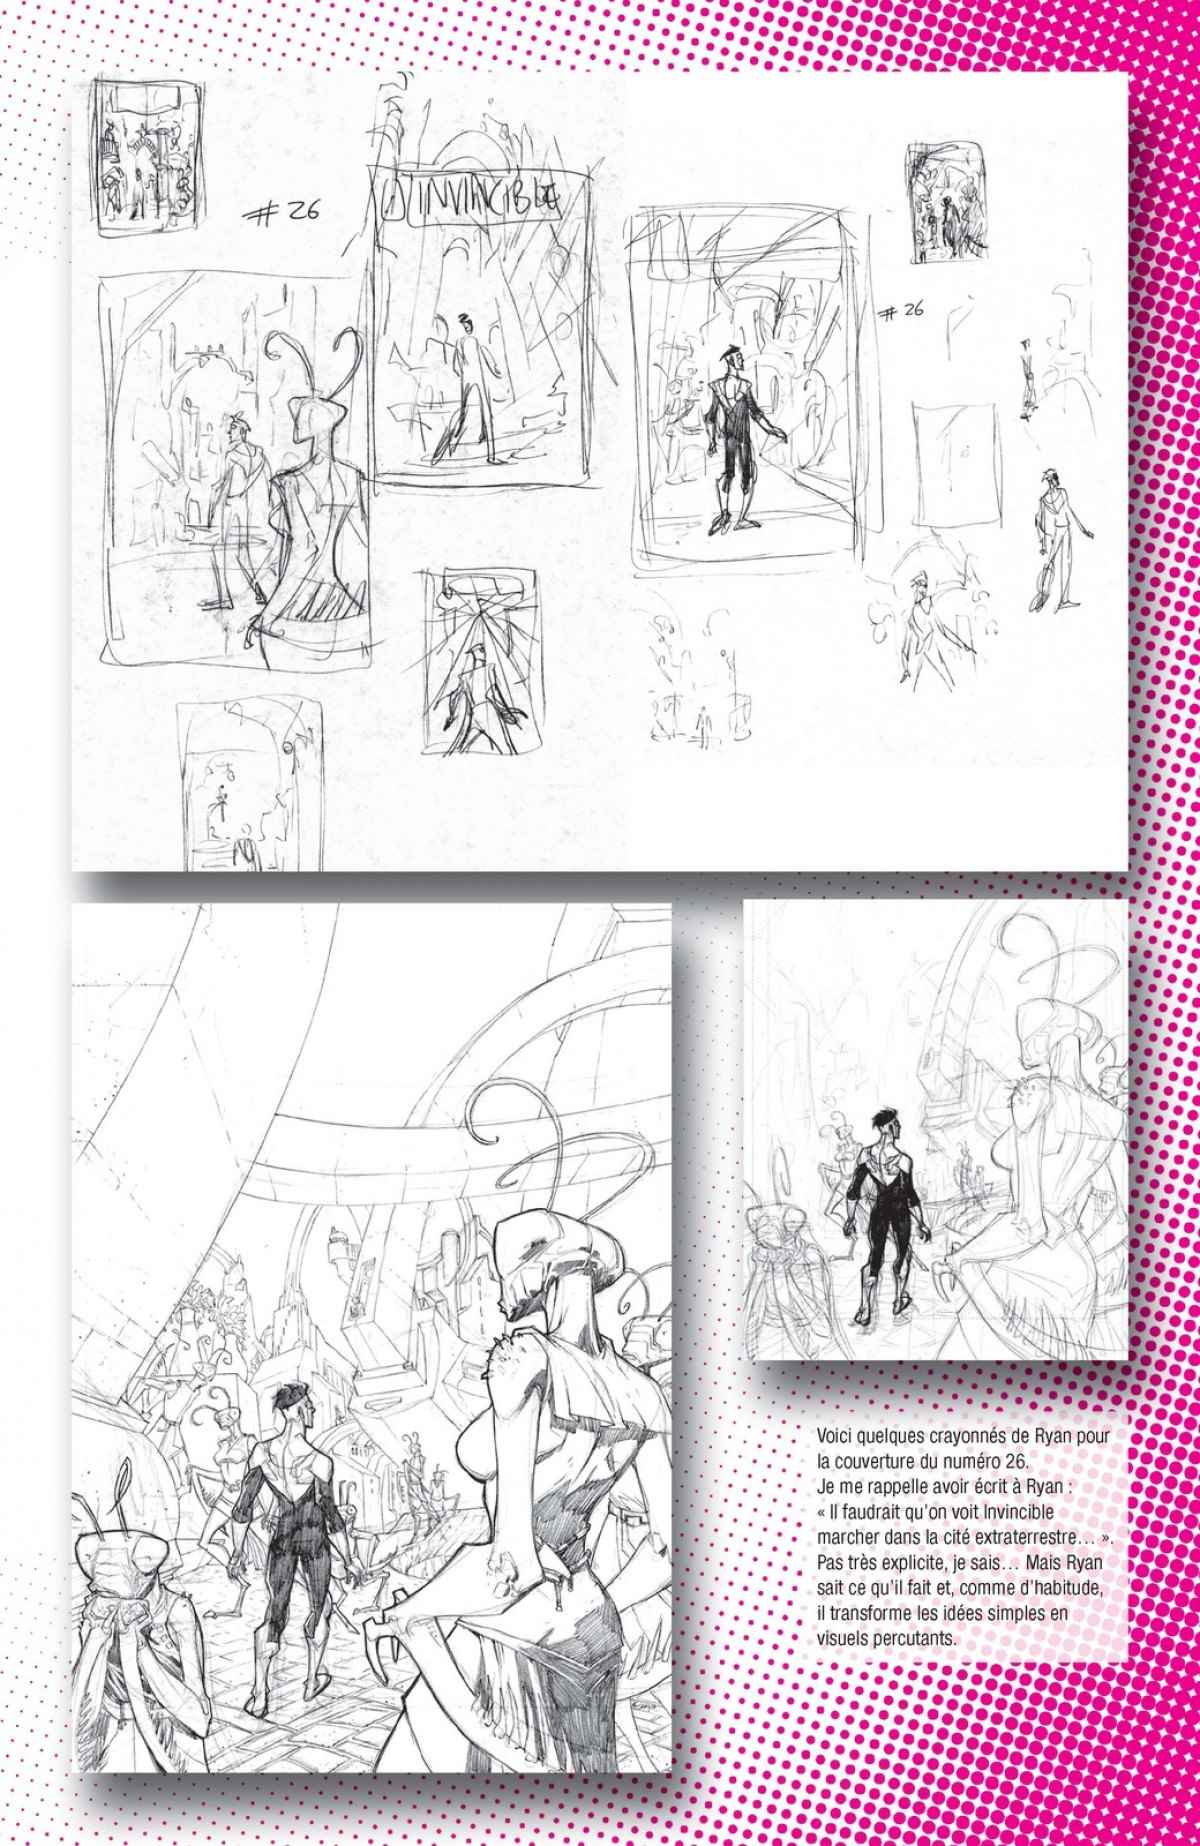 # 26
INVINCIBLE
# 26
Voici quelques crayonnés de Ryan pour
la couverture du numéro 26.
Je me rappelle avoir écrit à Ryan :
« Il faudrait qu'on voit Invincible
marcher dans la cité extraterrestre… ».
Pas très explicite, je sais… Mais Ryan
sait ce qu'il fait et, comme d'habitude,
il transforme les idées simples en
visuels percutants.